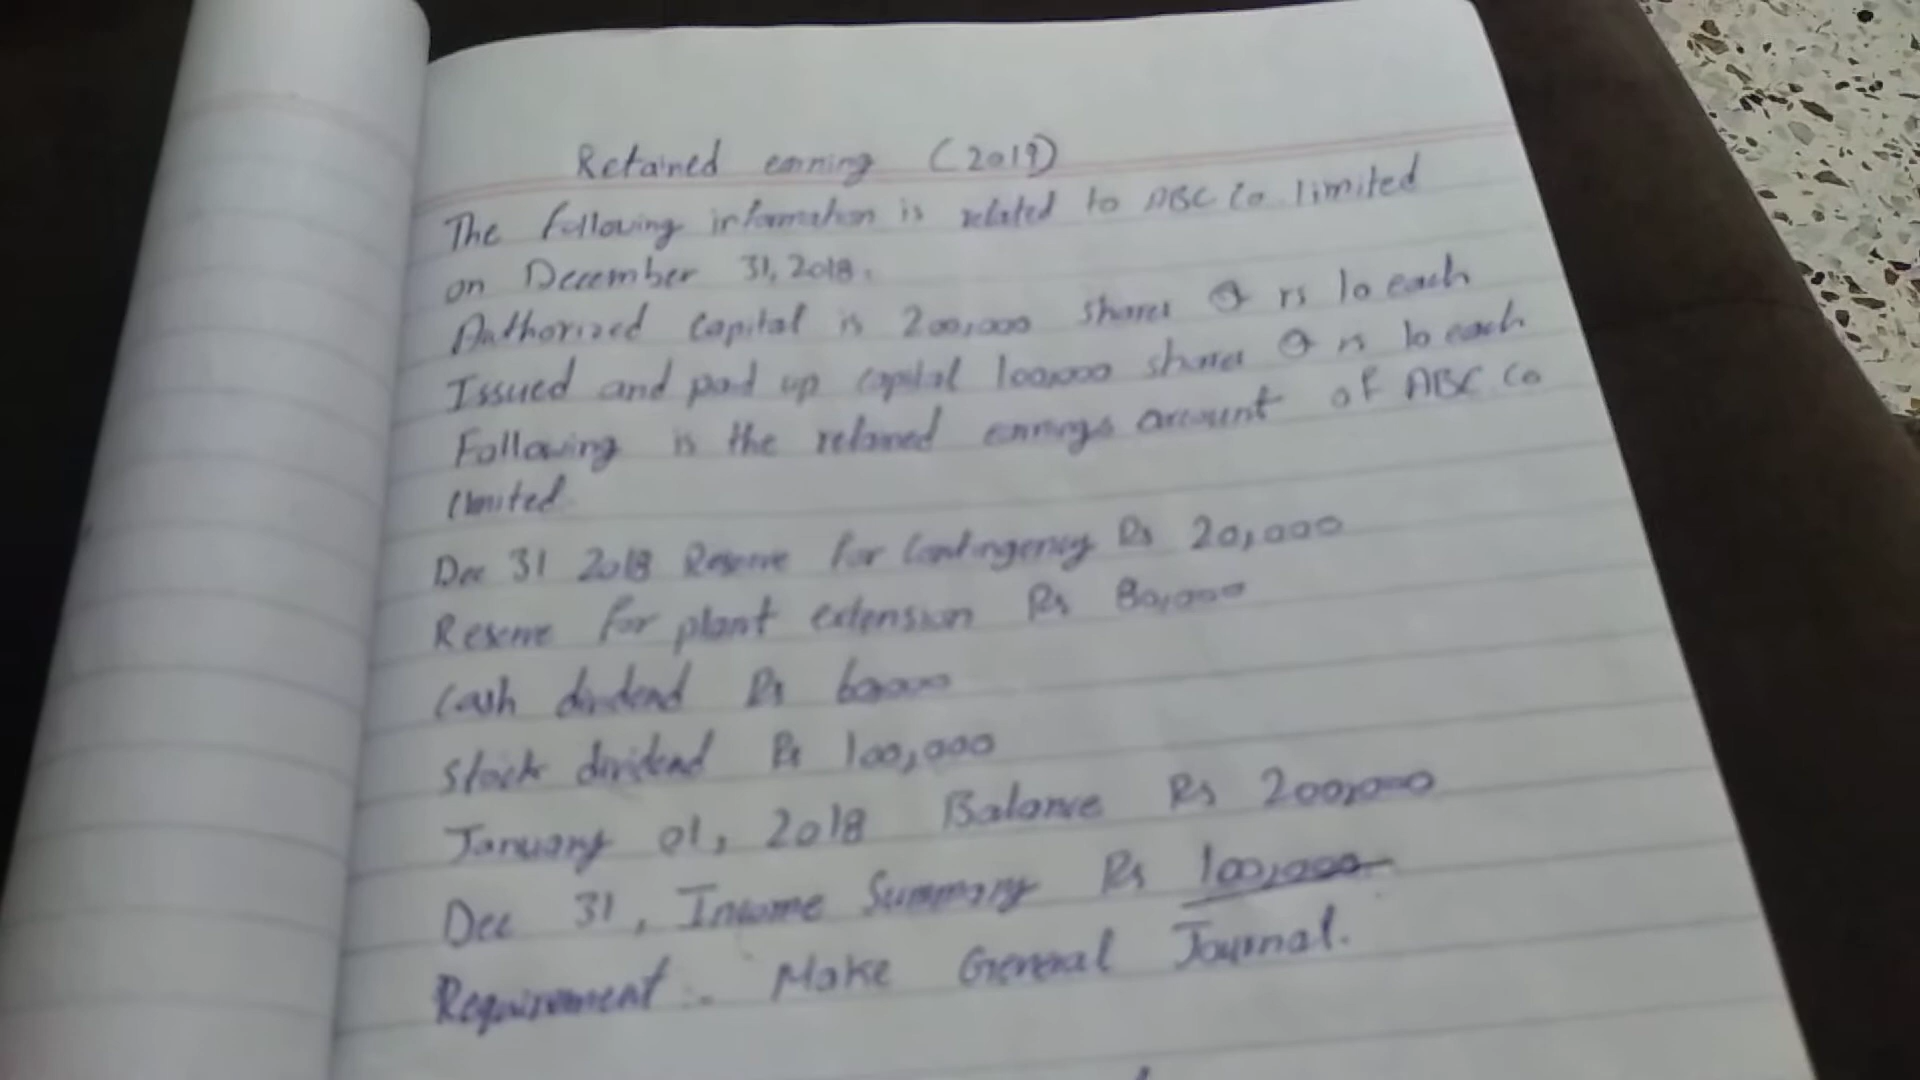 Retained earning (2019)
The following information is related to ABC Co limited
on December 31, 2018.
Authorized Capital is 200,000 shares @ rs 10 each
Issued and paid up capital 100,000 shares @ rs 10 each
Following is the retained earnings account of ABC Co
limited.
Dec 31 2018 Reserve for Contingency Rs 20,000
Reserve for plant extension Rs 80,000
Cash dividend Rs 60,000
Stock dividend Rs 100,000
January 01, 2018 Balance Rs 200,000
Dec 31, Income Summary Rs 100,000
Requirement:- Make General Journal.